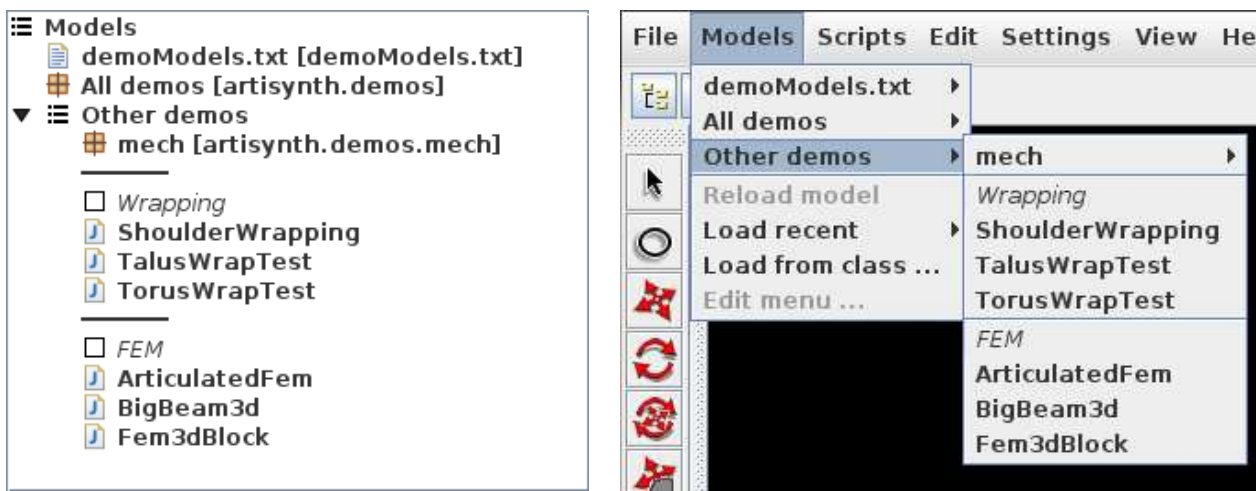 Models
demoModels.txt [demoModels.txt]
All demos [artisynth.demos]
Other demos
mech [artisynth.demos.mech]
Wrapping
ShoulderWrapping
TalusWrapTest
TorusWrapTest
FEM
ArticulatedFem
BigBeam3d
Fem3dBlock
File Models Scripts Edit Settings View He
demoModels.txt
All demos
Other demos
Reload model
Load recent
Load from class ...
Edit menu ...
mech
Wrapping
ShoulderWrapping
TalusWrapTest
TorusWrapTest
FEM
ArticulatedFem
BigBeam3d
Fem3dBlock